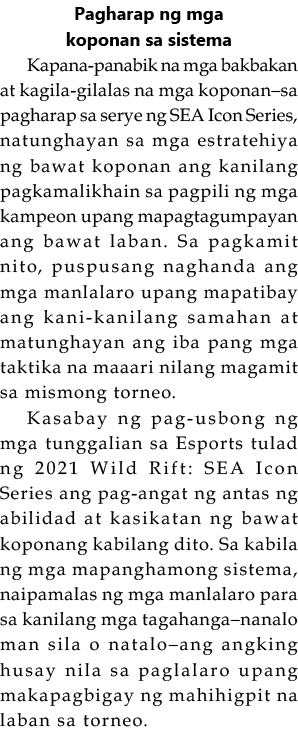 Pagharap ng mga
koponan sa sistema
Kapana-panabik na mga bakbakan
at kagila-gilalas na mga koponan–sa
pagharap sa serye ng SEA Icon Series,
natunghayan sa mga estratehiya
ng bawat koponan ang kanilang
pagkamalikhain sa pagpili ng mga
kampeon upang mapagtagumpayan
ang bawat laban. Sa pagkamit
nito, puspusang naghanda ang
mga manlalaro upang mapatibay
ang kani-kanilang samahan at
matunghayan ang iba pang mga
taktika na maaari nilang magamit
sa mismong torneo.
Kasabay ng pag-usbong ng
mga tunggalian sa Esports tulad
ng 2021 Wild Rift: SEA Icon
Series ang pag-angat ng antas ng
abilidad at kasikatan ng bawat
koponang kabilang dito. Sa kabila
ng mga mapanghamong sistema,
naipamalas ng mga manlalaro para
sa kanilang mga tagahanga–nanalo
man sila o natalo–ang angking
husay nila sa paglalaro upang
makapagbigay ng mahihigpit na
laban sa torneo.